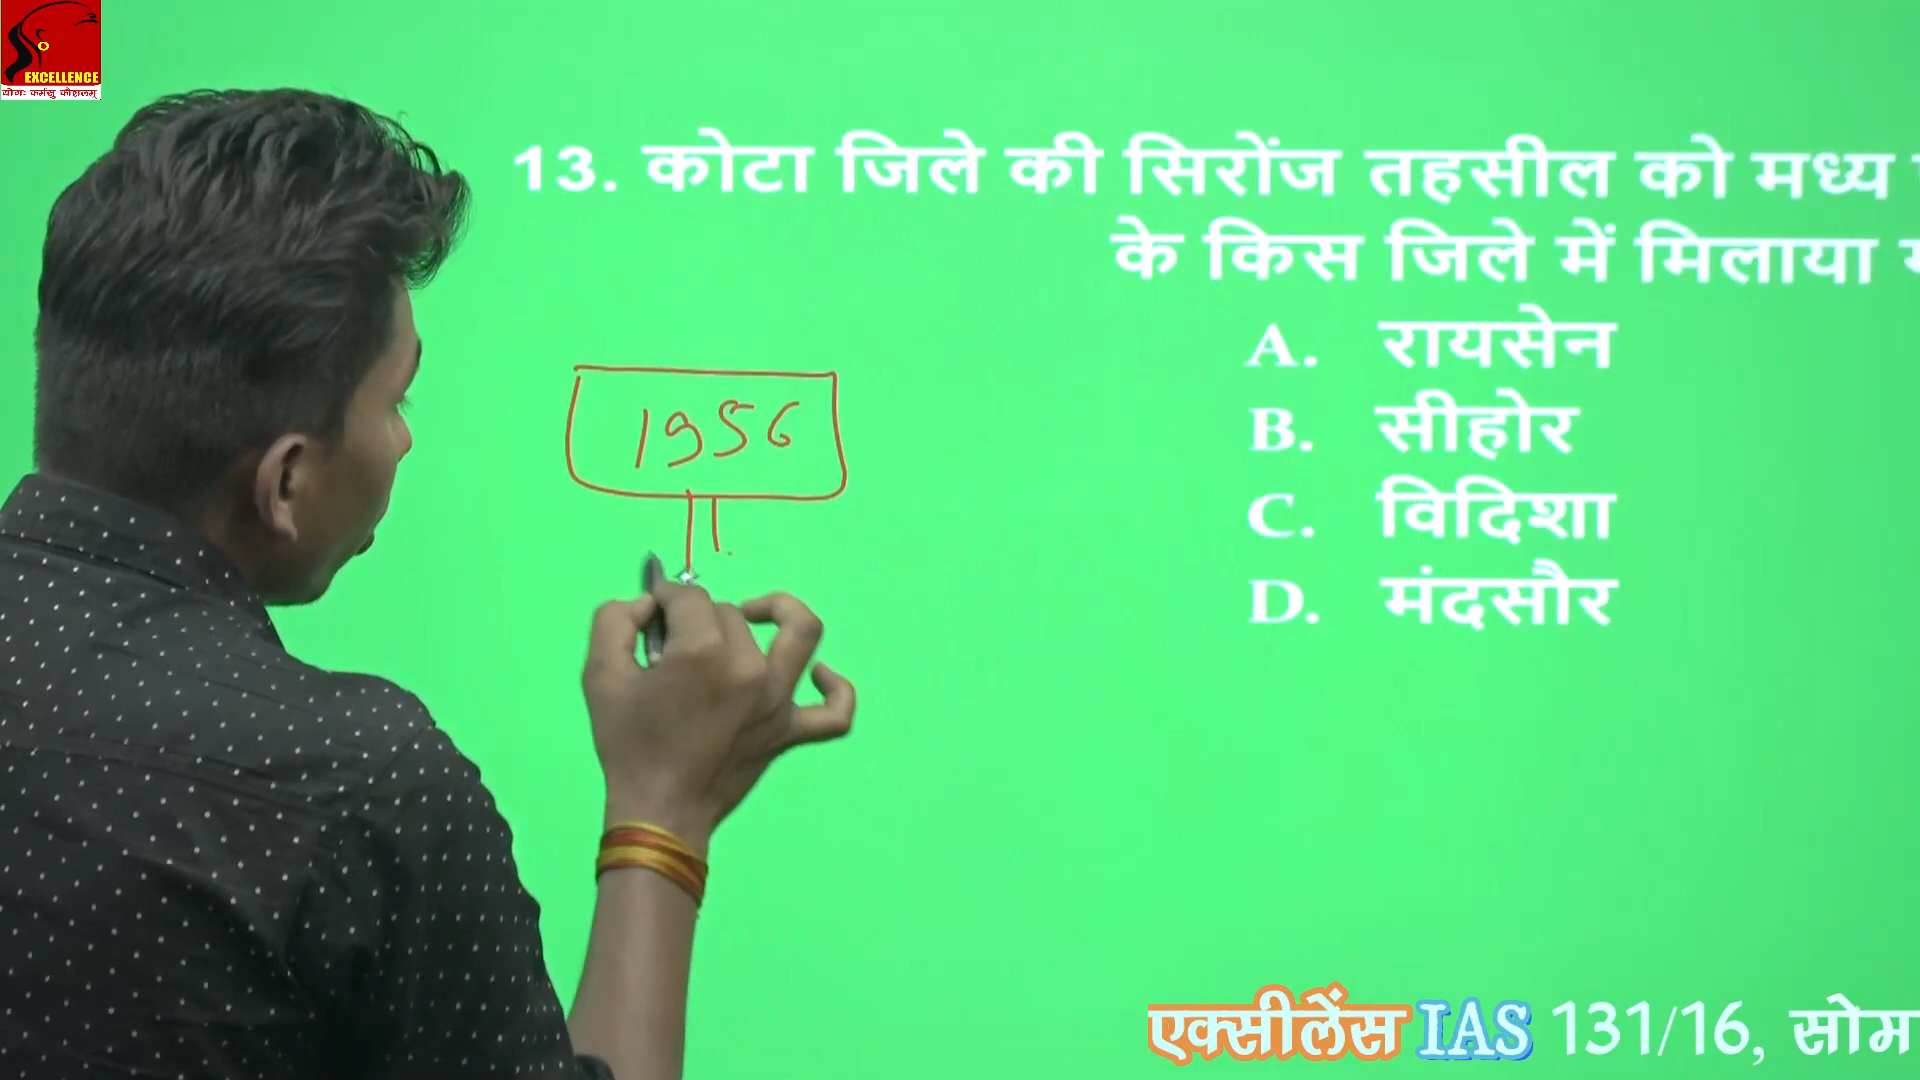 EXCELLENCE
योगः कर्मसु कौशलम्
13. कोटा जिले की सिरोंज तहसील को मध्य
के किस जिले में मिलाया
A. रायसेन
B. सीहोर
C. विदिशा
D. मंदसौर
1956
एक्सीलेंस IAS 131/16, सोम